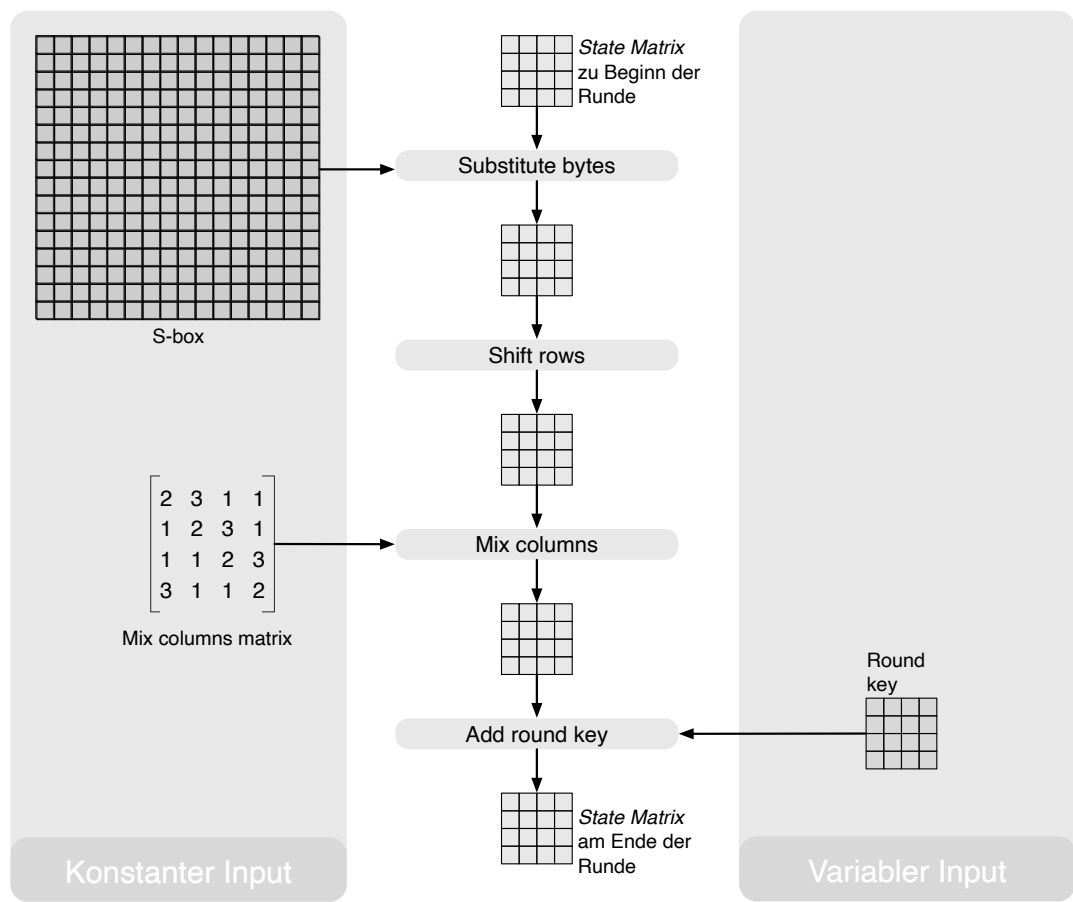 State Matrix
zu Beginn der
Runde
Substitute bytes
S-box
Shift rows
2 3 1 1
1 2 3 1
1 1 2 3
3 1 1 2
Mix columns matrix
Mix columns
Round
key
Add round key
State Matrix
am Ende der
Runde
Konstanter Input
Variabler Input